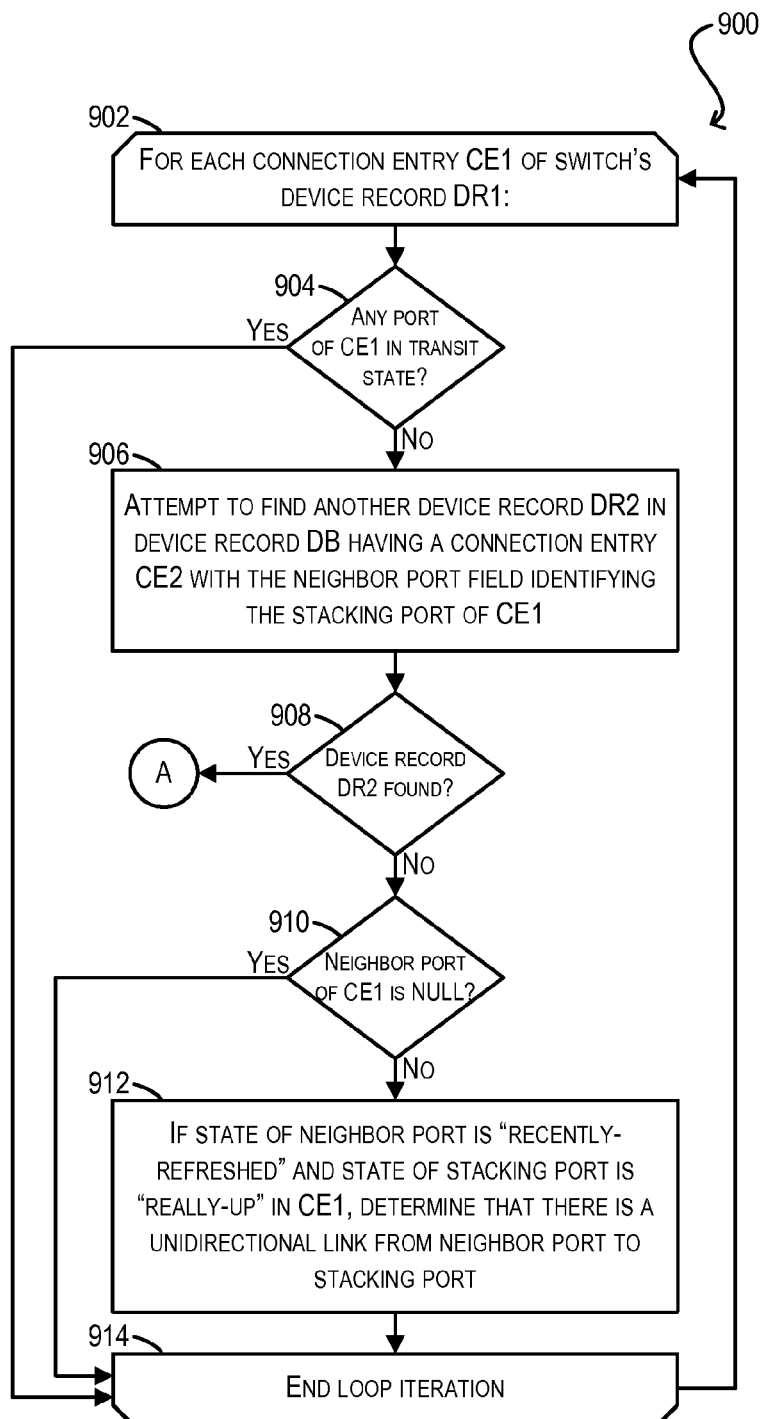 900
902
FOR EACH CONNECTION ENTRY CE1 OF SWITCH'S
DEVICE RECORD DR1:
904
YES
ANY PORT
OF CE1 IN TRANSIT
STATE?
NO
906
ATTEMPT TO FIND ANOTHER DEVICE RECORD DR2 IN
DEVICE RECORD DB HAVING A CONNECTION ENTRY
CE2 WITH THE NEIGHBOR PORT FIELD IDENTIFYING
THE STACKING PORT OF CE1
908
A
YES
DEVICE RECORD
DR2 FOUND?
NO
910
YES
NEIGHBOR PORT
OF CE1 IS NULL?
NO
912
IF STATE OF NEIGHBOR PORT IS “RECENTLY-
REFRESHED” AND STATE OF STACKING PORT IS
“REALLY-UP” IN CE1, DETERMINE THAT THERE IS A
UNIDIRECTIONAL LINK FROM NEIGHBOR PORT TO
STACKING PORT
914
END LOOP ITERATION